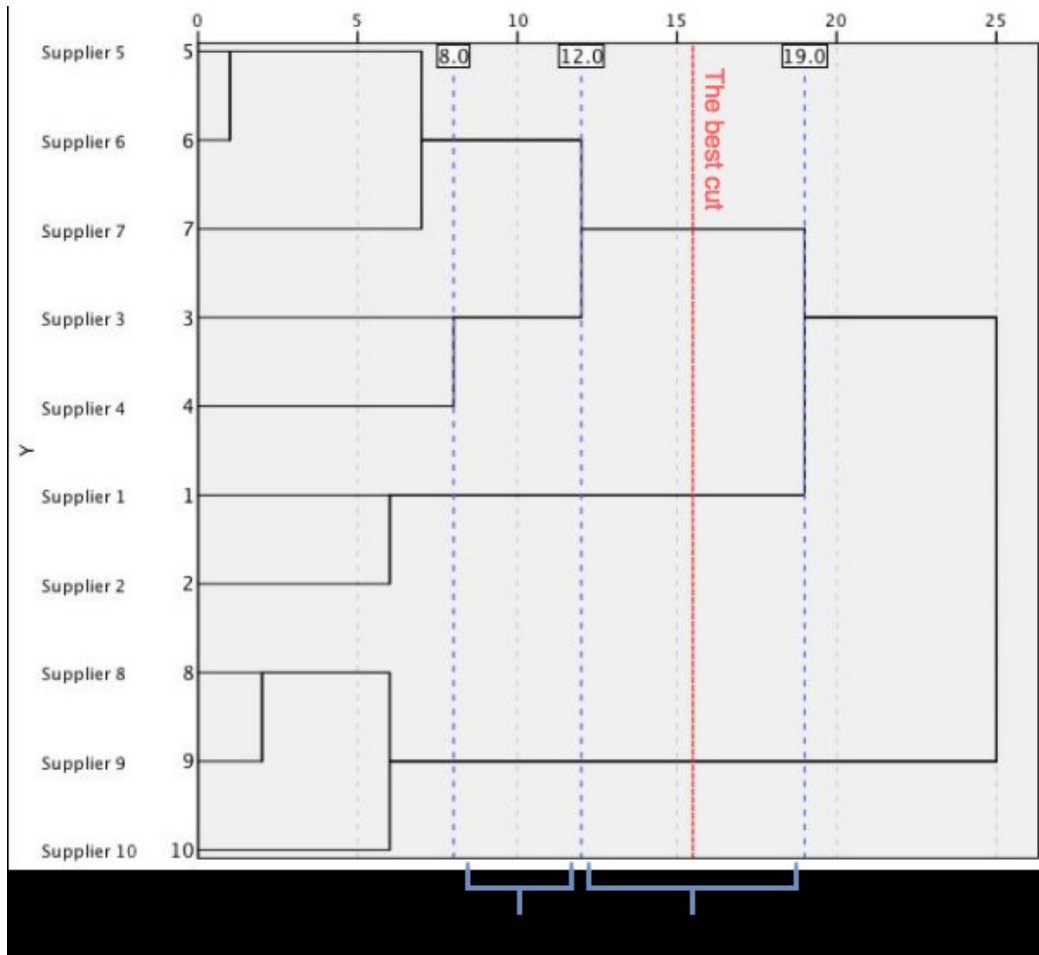 0 5 10 15 20 25
8.0 12.0 19.0
The best cut
Supplier 5 5
Supplier 6 6
Supplier 7 7
Supplier 3 3
Supplier 4 4
Y
Supplier 1 1
Supplier 2 2
Supplier 8 8
Supplier 9 9
Supplier 10 10